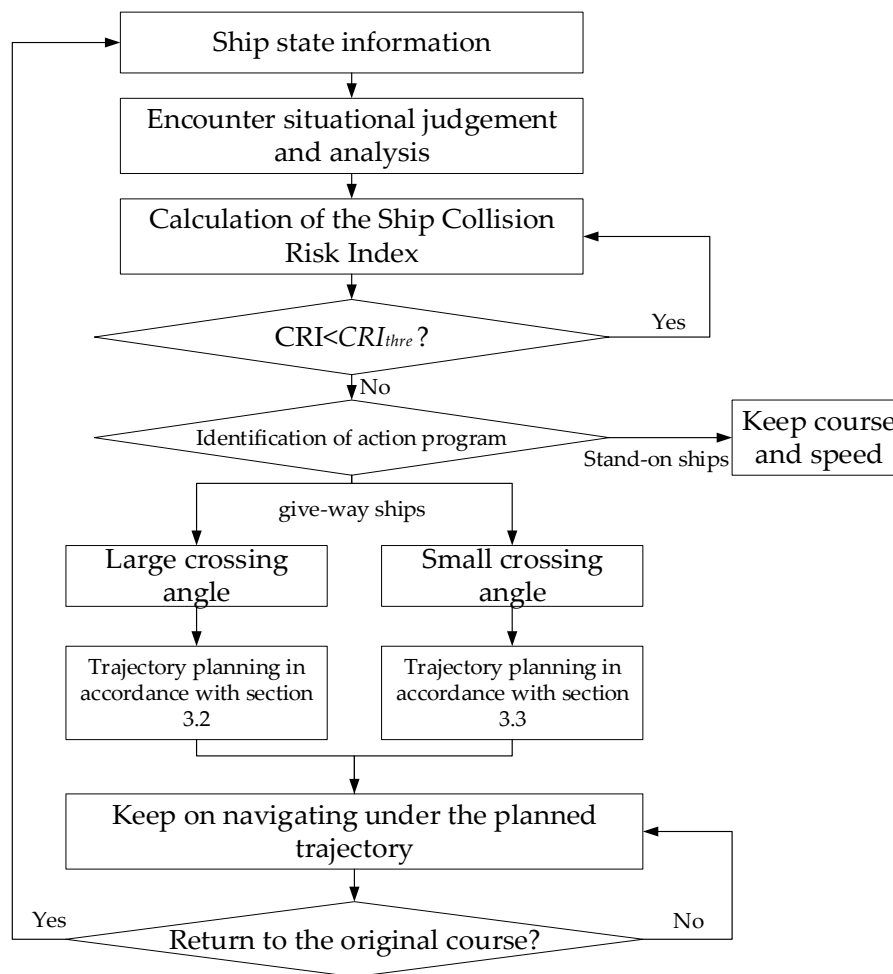 Ship state information
Encounter situational judgement
and analysis
Calculation of the Ship Collision
Risk Index
CRI<CRIthre ?
Yes
No
Identification of action program
Stand-on ships
Keep course
and speed
give-way ships
Large crossing
angle
Small crossing
angle
Trajectory planning in
accordance with section
3.2
Trajectory planning in
accordance with section
3.3
Keep on navigating under the planned
trajectory
Yes
Return to the original course?
No